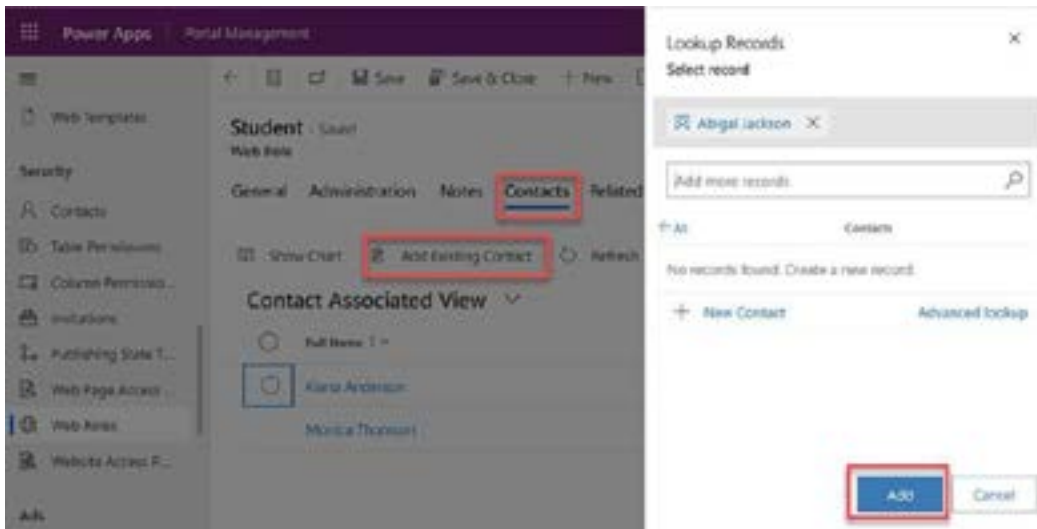 Power Apps Portal Management
Save Save & Close + New
Web Templates
Student - Saved
Web Role
Security
General Administration Notes Contacts Related
Contacts
Table Permissions
Show Chart Add Existing Contact Refresh
Column Permissio...
Contact Associated View
Invitations
Full Name ↑
Publishing State T...
Web Page Access ...
Kiana Anderson
Web Roles
Monica Thomson
Website Access P...
Ads
Lookup Records
Select record
Abigal Jackson
Add more records
All Contacts
No records found. Create a new record.
+ New Contact Advanced lookup
Add Cancel